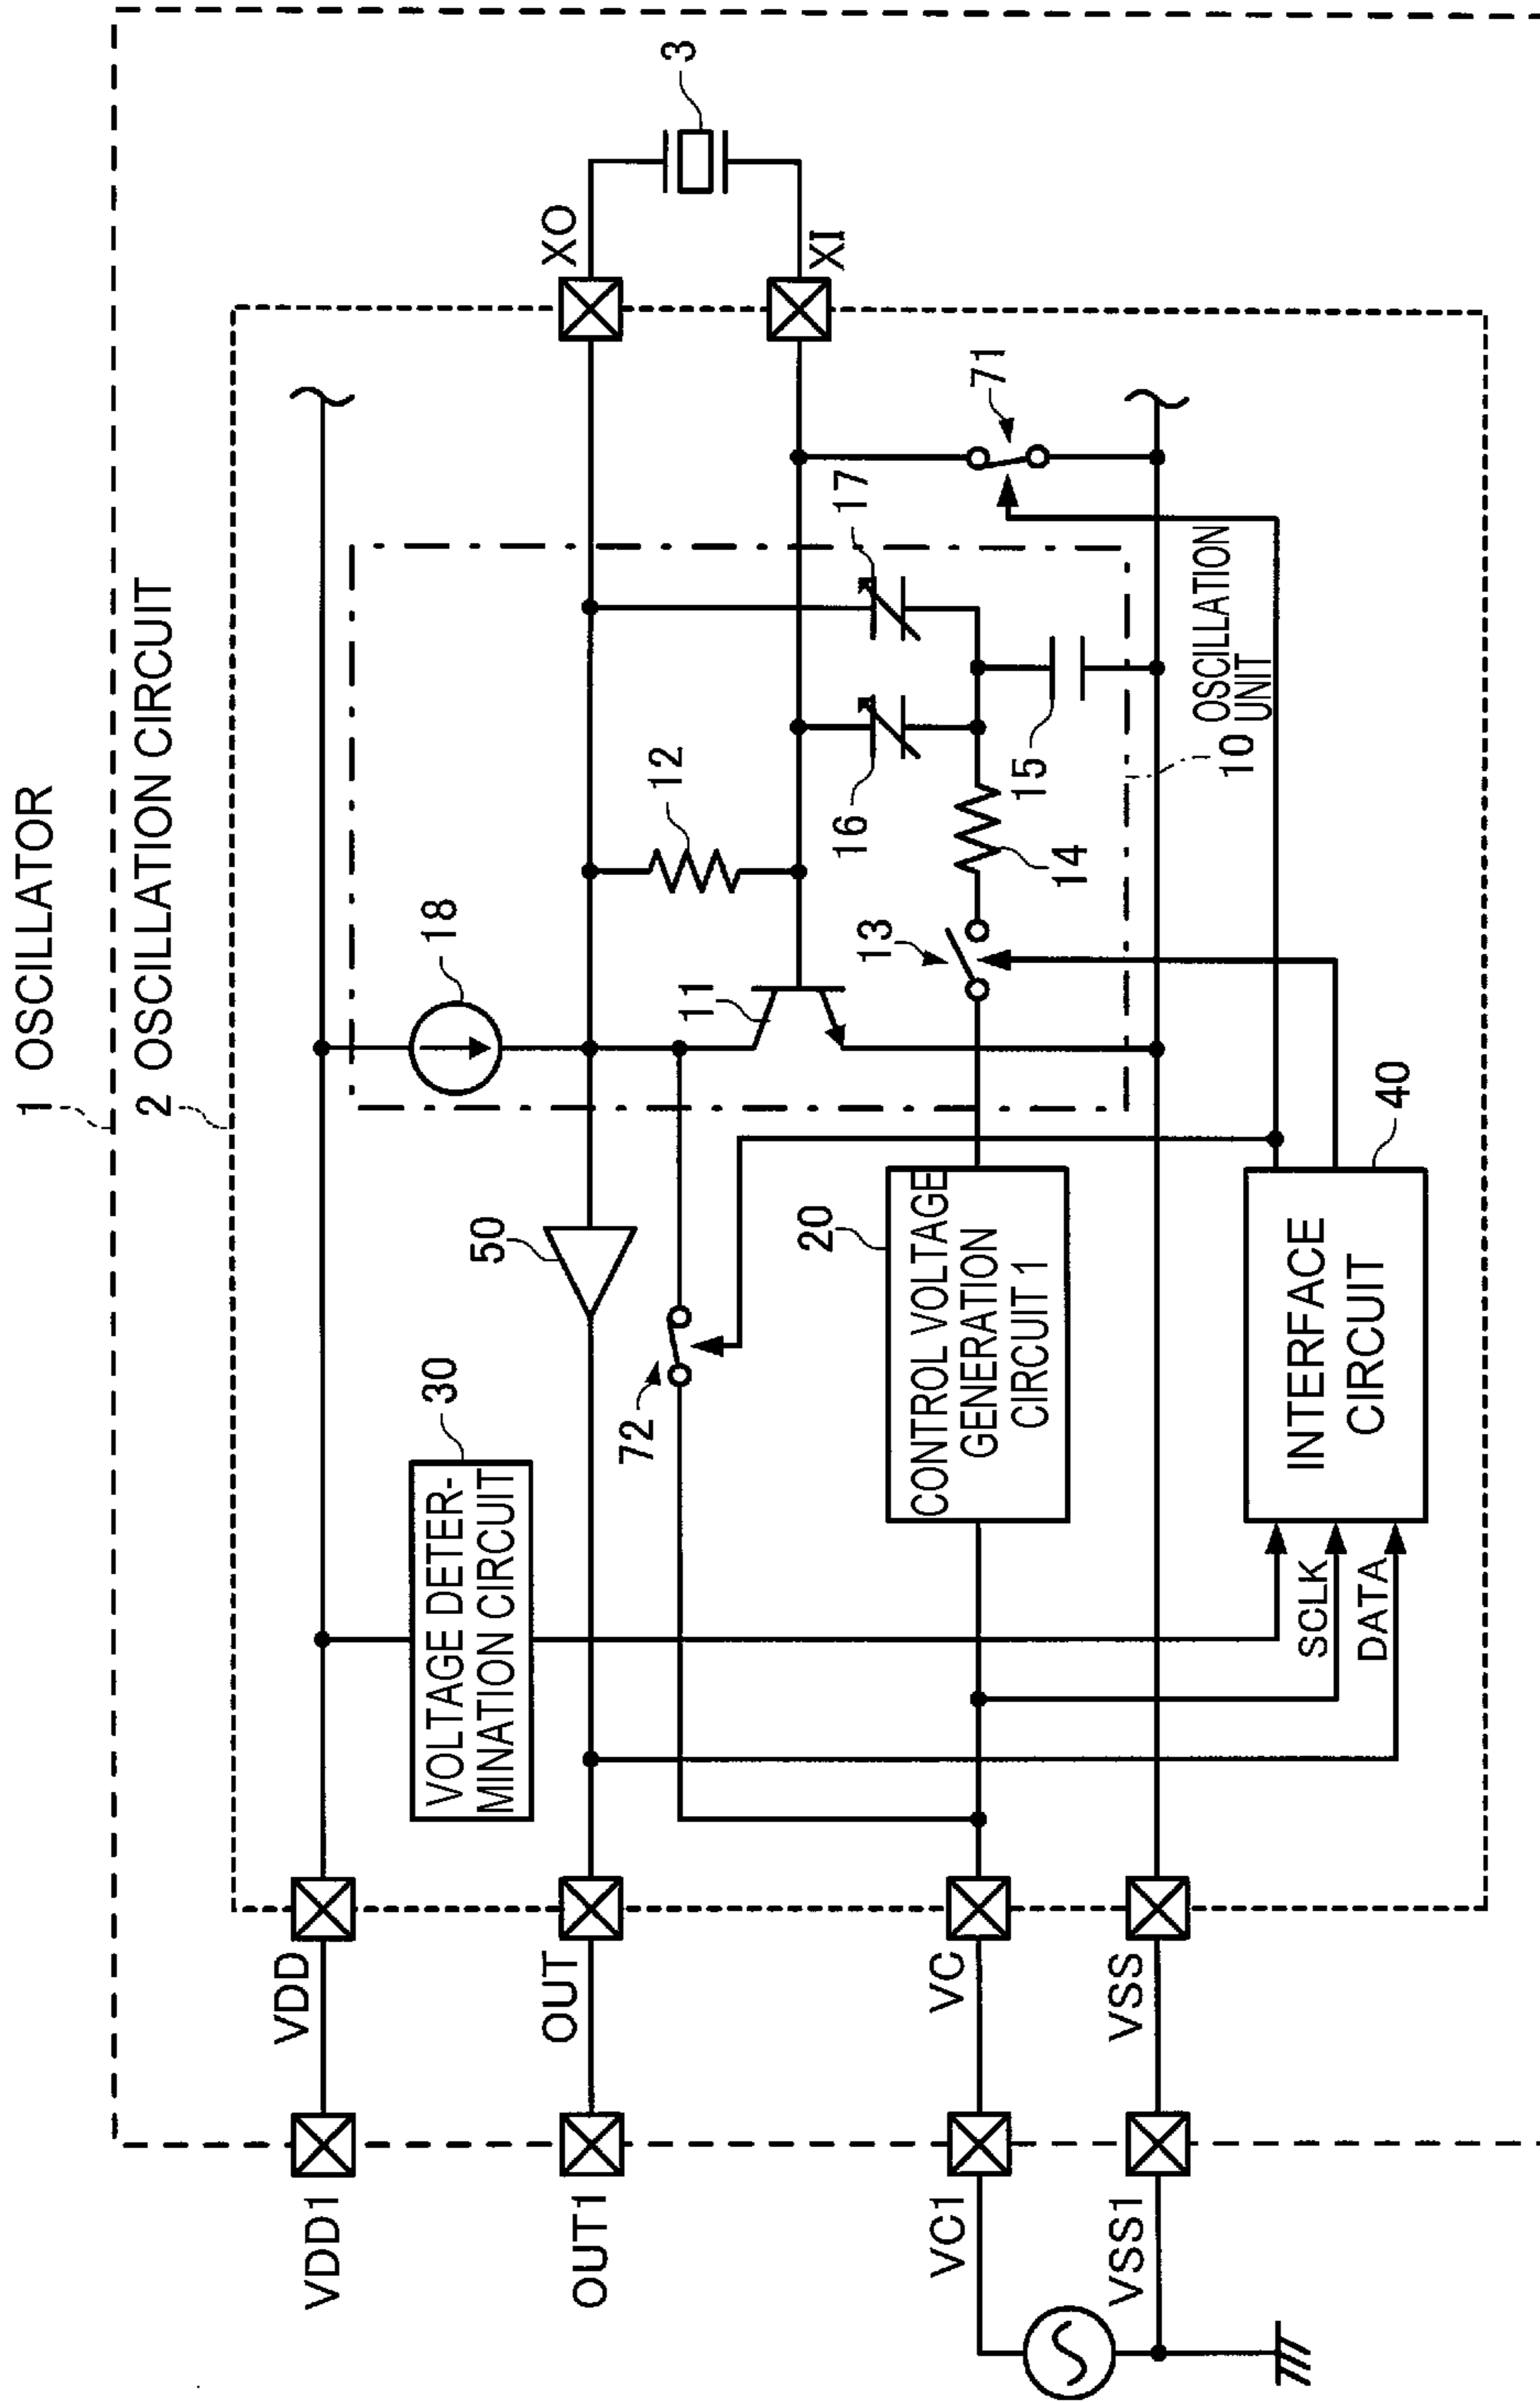 1 OSCILLATOR
2 OSCILLATION CIRCUIT
VDD1
VDD
VOLTAGE DETER-
MINATION CIRCUIT
30
18
OUT1
OUT
50
XO
3
72
11
12
VC1
VC
CONTROL VOLTAGE
GENERATION
CIRCUIT 1
20
13
14
16
15
17
XI
71
VSS1
VSS
10
OSCILLATION
UNIT
SCLK
DATA
INTERFACE
CIRCUIT
40